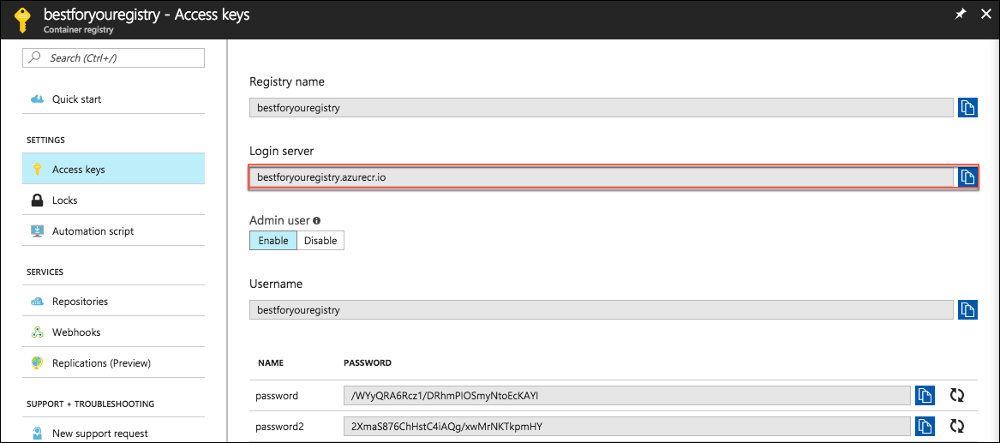 bestforyouregistry - Access keys
Container registry
Search (Ctrl+/)
Quick start
SETTINGS
Access keys
Locks
Automation script
SERVICES
Repositories
Webhooks
Replications (Preview)
SUPPORT + TROUBLESHOOTING
New support request
Registry name
bestforyouregistry
Login server
bestforyouregistry.azurecr.io
Admin user
Enable Disable
Username
bestforyouregistry
NAME PASSWORD
password /WYyQRA6Rcz1/DRhmPIOSmyNtoEcKAYI
password2 2XmaS876ChHstC4iAQg/xwMrNKTkpmHY